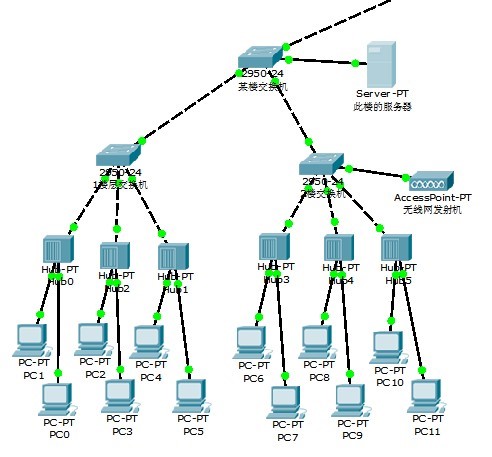 2950-24
某楼交换机
Server-PT
此楼的服务器
2950-24
1楼层交换机
2950-24
2楼交换机
AccessPoint-PT
无线网发射机
Hub-PT
Hub0
Hub-PT
Hub2
Hub-PT
Hub1
Hub-PT
Hub3
Hub-PT
Hub4
Hub-PT
Hub5
PC-PT
PC1
PC-PT
PC2
PC-PT
PC4
PC-PT
PC6
PC-PT
PC8
PC-PT
PC10
PC-PT
PC0
PC-PT
PC3
PC-PT
PC5
PC-PT
PC7
PC-PT
PC9
PC-PT
PC11